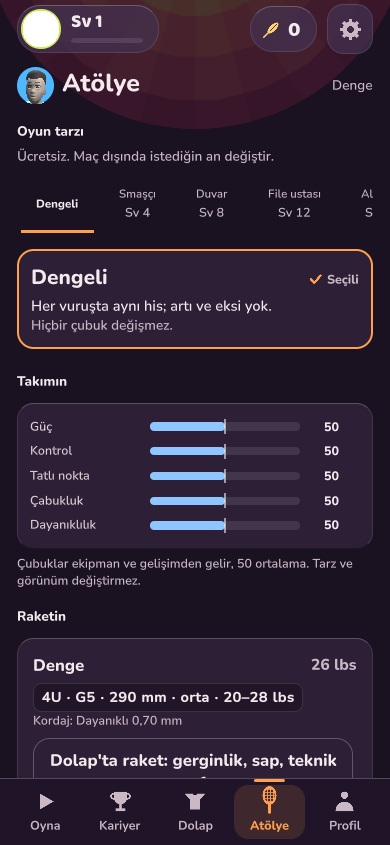 Sv 1
0
Atölye
Denge
Oyun tarzı
Ücretsiz. Maç dışında istediğin an değiştir.
Dengeli
Smaşçı
Sv 4
Duvar
Sv 8
File ustası
Sv 12
Al
S
Dengeli
Seçili
Her vuruşta aynı his; artı ve eksi yok.
Hiçbir çubuk değişmez.
Takımın
Güç 50
Kontrol 50
Tatlı nokta 50
Çabukluk 50
Dayanıklılık 50
Çubuklar ekipman ve gelişimden gelir, 50 ortalama. Tarz ve
görünüm değiştirmez.
Raketin
Denge 26 lbs
4U · G5 · 290 mm · orta · 20–28 lbs
Kordaj: Dayanıklı 0,70 mm
Dolap'ta raket: gerginlik, sap, teknik
Oyna
Kariyer
Dolap
Atölye
Profil